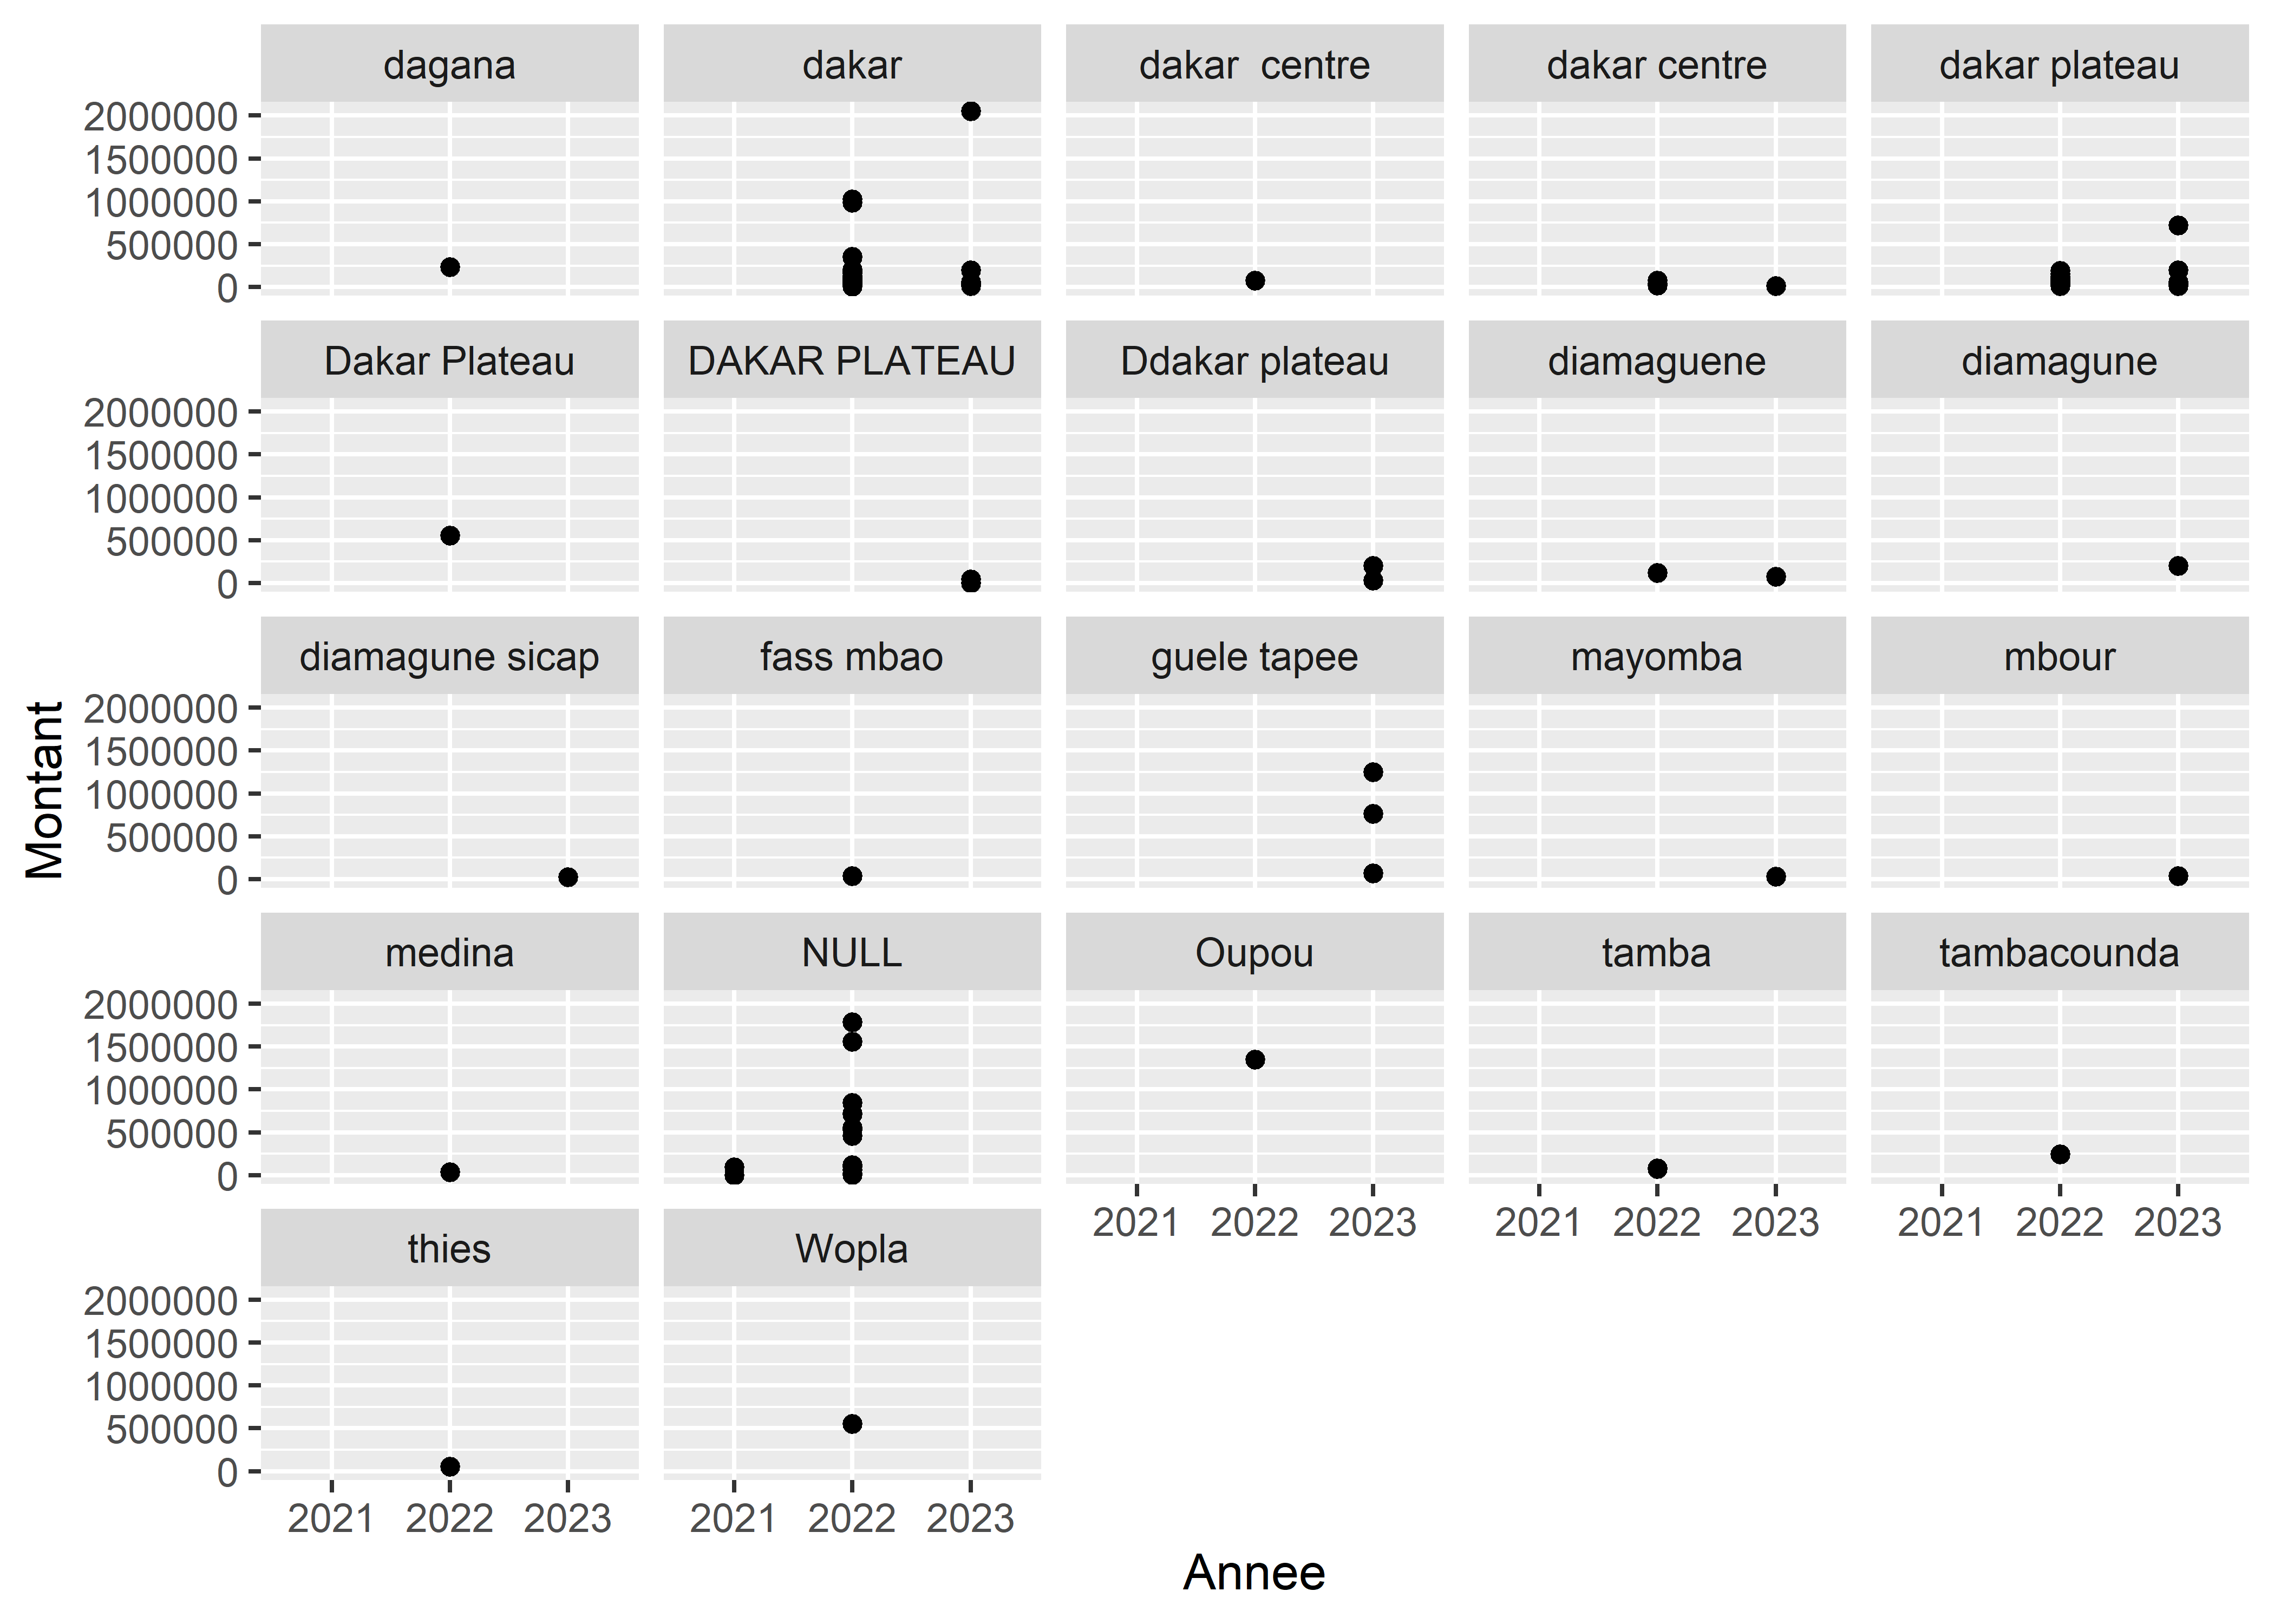 dagana
dakar
dakar  centre
dakar centre
dakar plateau
2000000
1500000
1000000
500000
0
Dakar Plateau
DAKAR PLATEAU
Ddakar plateau
diamaguene
diamagune
2000000
1500000
1000000
500000
0
diamagune sicap
fass mbao
guele tapee
mayomba
mbour
2000000
1500000
1000000
500000
0
Montant
medina
NULL
Oupou
tamba
tambacounda
2000000
1500000
1000000
500000
0
2021 2022 2023
2021 2022 2023
2021 2022 2023
thies
Wopla
2000000
1500000
1000000
500000
0
2021 2022 2023
2021 2022 2023
Annee